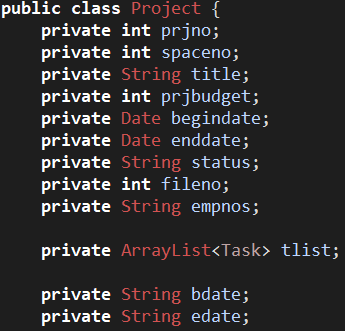 public class Project {
private int prjno;
private int spaceno;
private String title;
private int prjbudget;
private Date begindate;
private Date enddate;
private String status;
private int fileno;
private String empnos;
private ArrayList<Task> tlist;
private String bdate;
private String edate;